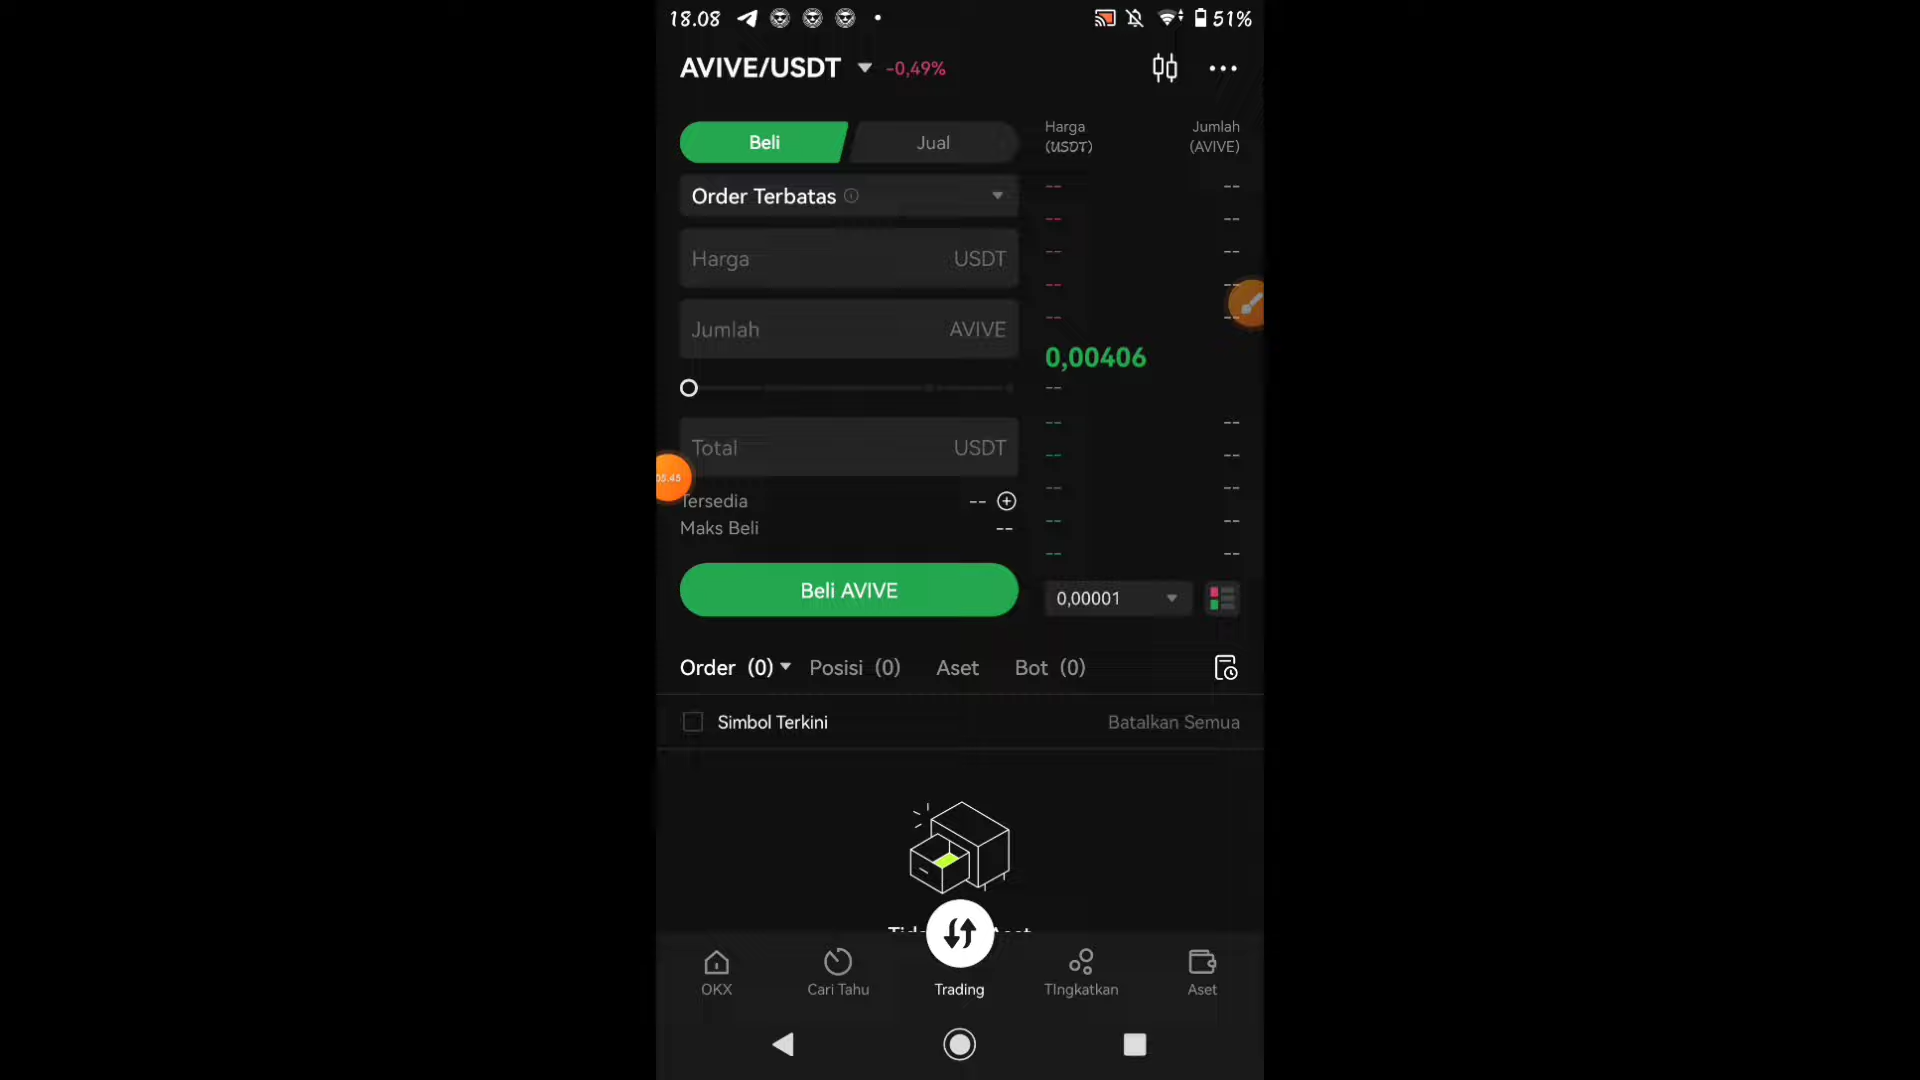 18.08 51%
AVIVE/USDT -0,49%
Beli Jual
Harga Jumlah
(USDT) (AVIVE)
Order Terbatas
-- --
-- --
Harga USDT
-- --
-- --
Jumlah AVIVE
-- --
0,00406
--
-- --
Total USDT
-- --
05.45
Tersedia --
-- --
Maks Beli --
-- --
-- --
Beli AVIVE
0,00001
Order (0) Posisi (0) Aset Bot (0)
Simbol Terkini Batalkan Semua
OKX Cari Tahu Trading TIngkatkan Aset